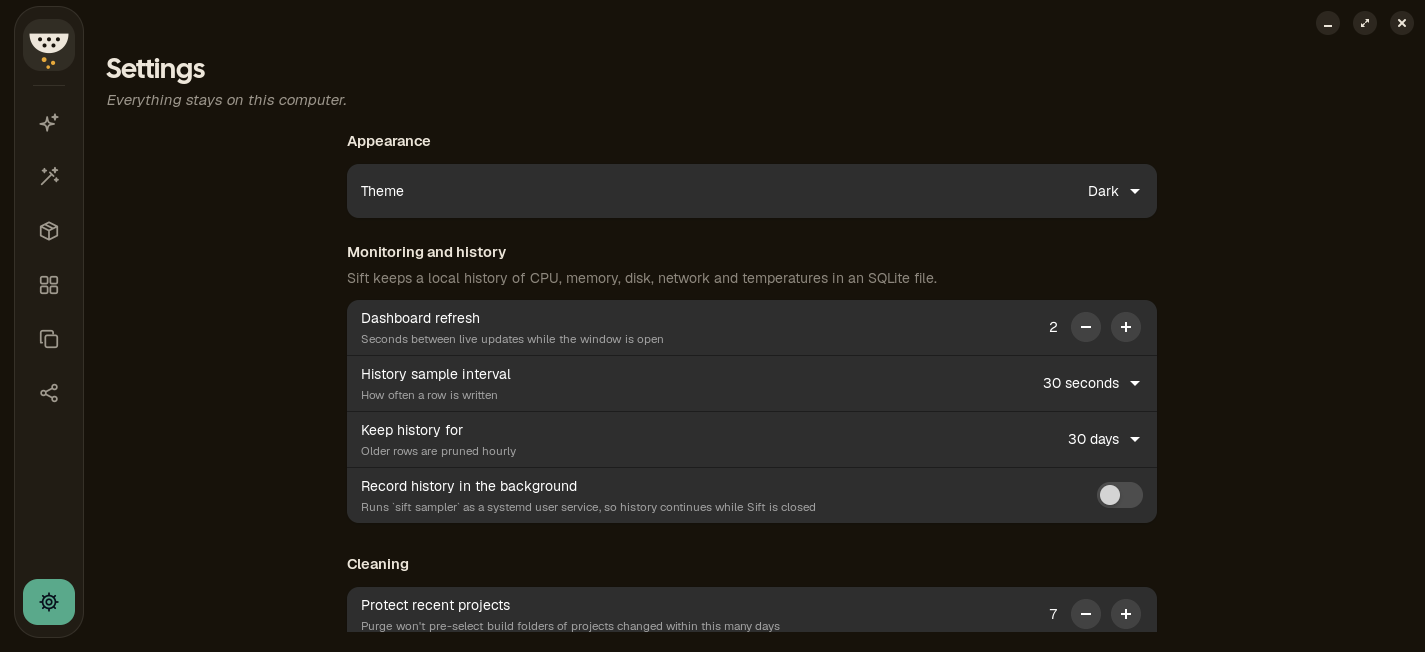 Settings
Everything stays on this computer.
Appearance
Theme
Dark
Monitoring and history
Sift keeps a local history of CPU, memory, disk, network and temperatures in an SQLite file.
Dashboard refresh
2
Seconds between live updates while the window is open
History sample interval
30 seconds
How often a row is written
Keep history for
30 days
Older rows are pruned hourly
Record history in the background
Runs `sift sampler` as a systemd user service, so history continues while Sift is closed
Cleaning
Protect recent projects
7
Purge won't pre-select build folders of projects changed within this many days